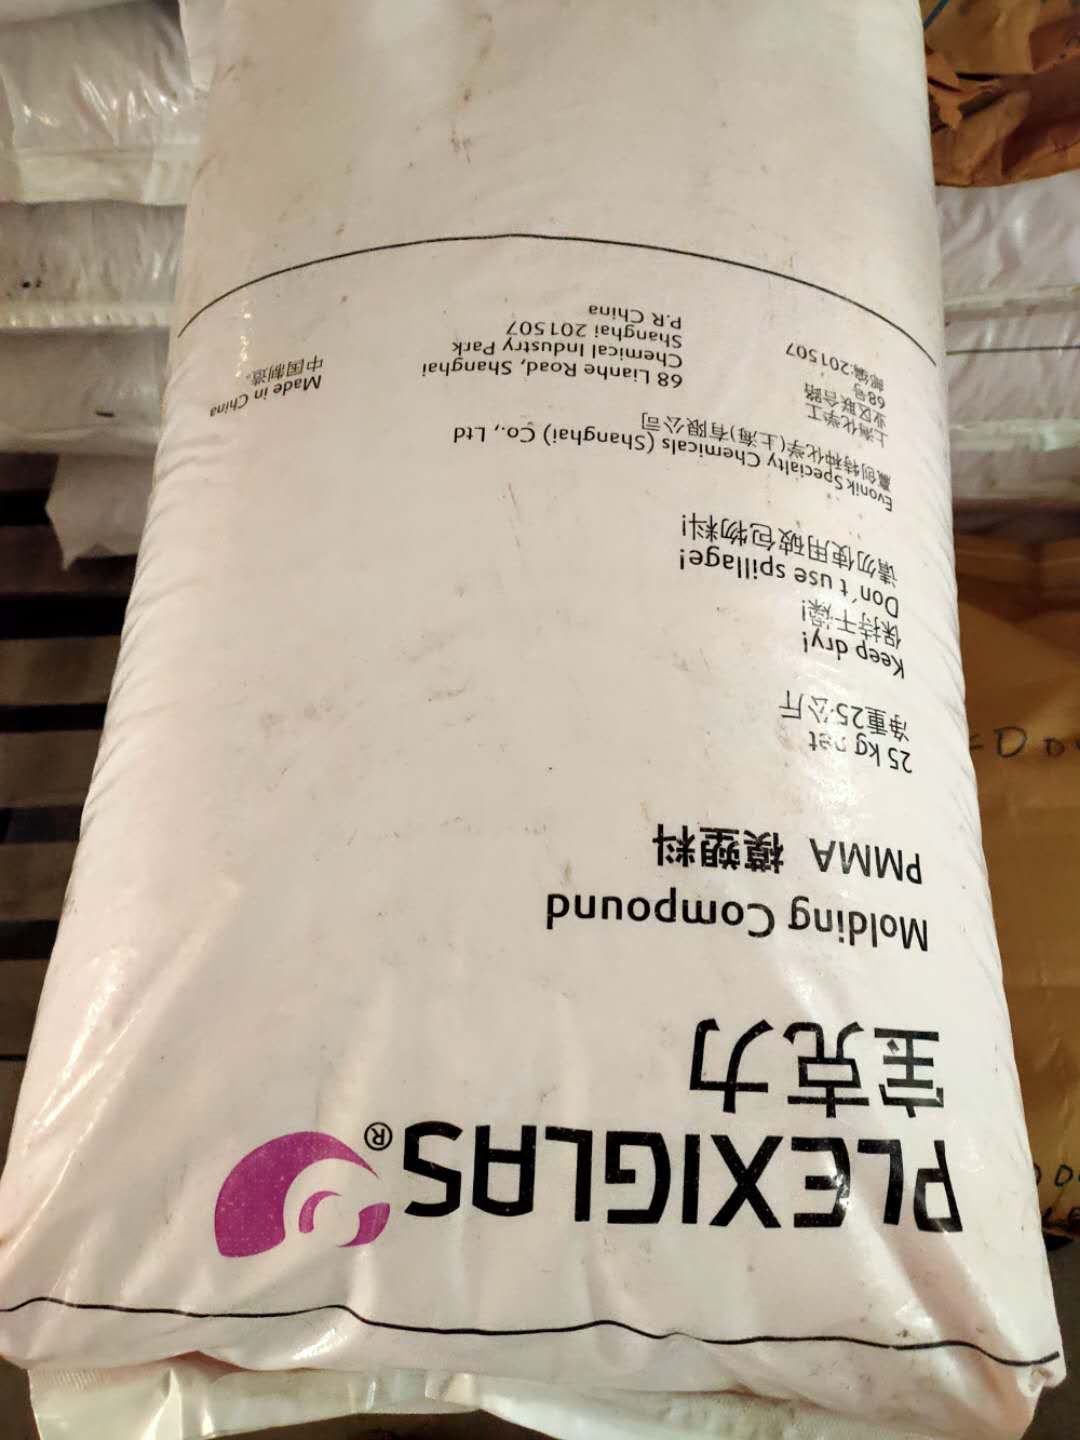 PLEXIGLAS®
宝克力
Molding Compound
PMMA 模塑料
25 kg net
净重25公斤
Keep dry!
保持干燥!
Don´t use spillage!
请勿使用破包物料!
Evonik Specialty Chemicals (Shanghai) Co., Ltd
赢创特种化学(上海)有限公司
上海化学工
业区联合路
68号
邮编:201507
68 Lianhe Road, Shanghai
Chemical Industry Park
Shanghai 201507
P.R China
Made in China
中国制造。